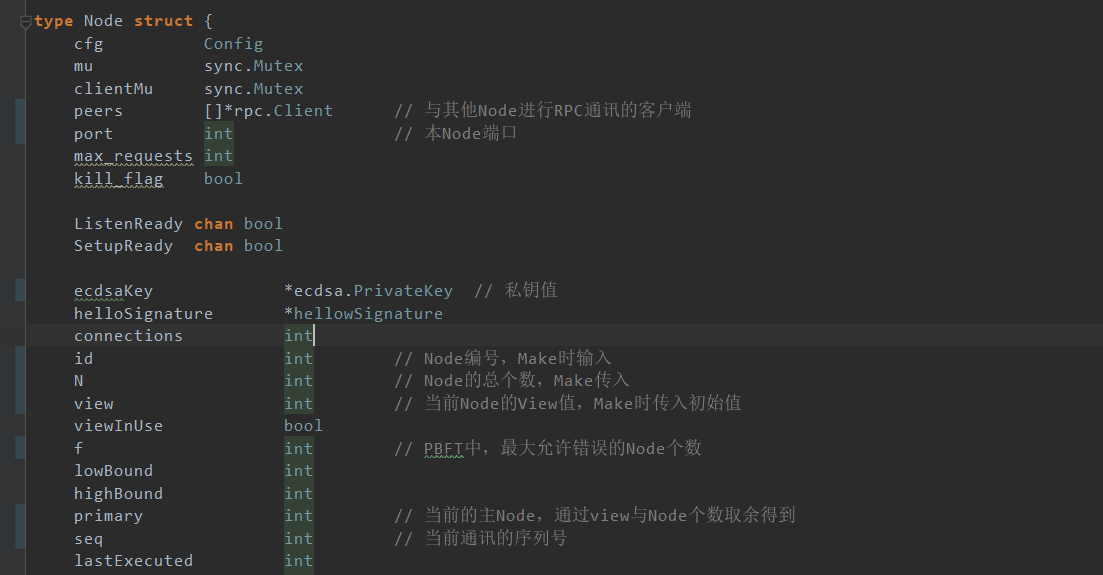 type Node struct {
cfg Config
mu sync.Mutex
clientMu sync.Mutex
peers []*rpc.Client // 与其他Node进行RPC通讯的客户端
port int // 本Node端口
max_requests int
kill_flag bool
ListenReady chan bool
SetupReady chan bool
ecdsaKey *ecdsa.PrivateKey // 私钥值
helloSignature *hellowSignature
connections int
id int // Node编号，Make时输入
N int // Node的总个数，Make传入
view int // 当前Node的View值，Make时传入初始值
viewInUse bool
f int // PBFT中，最大允许错误的Node个数
lowBound int
highBound int
primary int // 当前的主Node，通过view与Node个数取余得到
seq int // 当前通讯的序列号
lastExecuted int